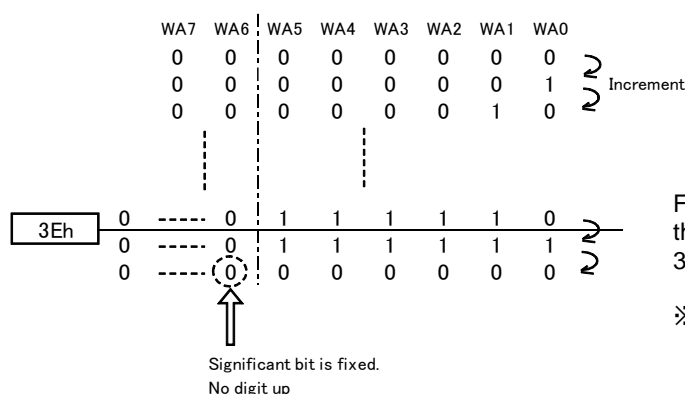 WA7 WA6 WA5 WA4 WA3 WA2 WA1 WA0
0 0 0 0 0 0 0 0
0 0 0 0 0 0 0 1
Increment
0 0 0 0 0 0 1 0
3Eh
0 ----- 0 1 1 1 1 1 0
0 ----- 0 1 1 1 1 1 1
0 ----- 0 0 0 0 0 0 0
F
th
3
※
Significant bit is fixed.
No digit up